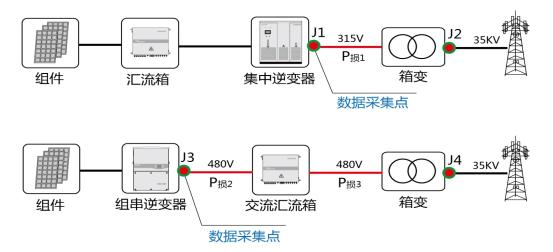 J1
315V
J2
35KV
P损1
组件
汇流箱
集中逆变器
箱变
数据采集点
J3
480V
480V
J4
35KV
P损2
P损3
组件
组串逆变器
交流汇流箱
箱变
数据采集点